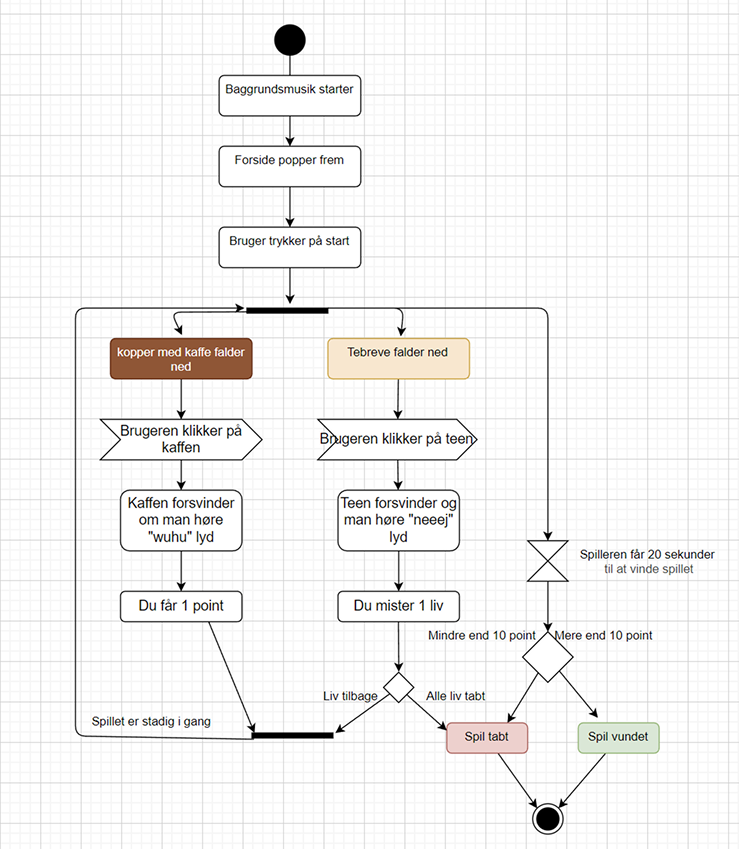 Baggrundsmusik starter
Forside popper frem
Bruger trykker på start
kopper med kaffe falder
ned
Tebreve falder ned
Brugeren klikker på
kaffen
Brugeren klikker på teen
Kaffen forsvinder
om man høre
"wuhu" lyd
Teen forsvinder og
man høre "neeej"
lyd
Spilleren får 20 sekunder
til at vinde spillet
Du får 1 point
Du mister 1 liv
Mindre end 10 point
Mere end 10 point
Liv tilbage
Alle liv tabt
Spillet er stadig i gang
Spil tabt
Spil vundet